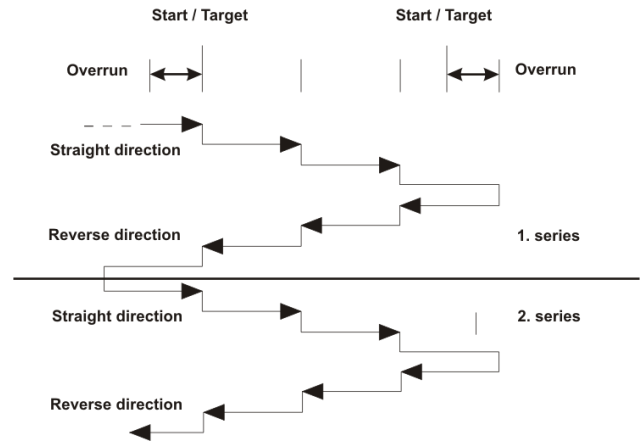 Start / Target
Start / Target
Overrun
Overrun
Straight direction
Reverse direction
1. series
Straight direction
2. series
Reverse direction